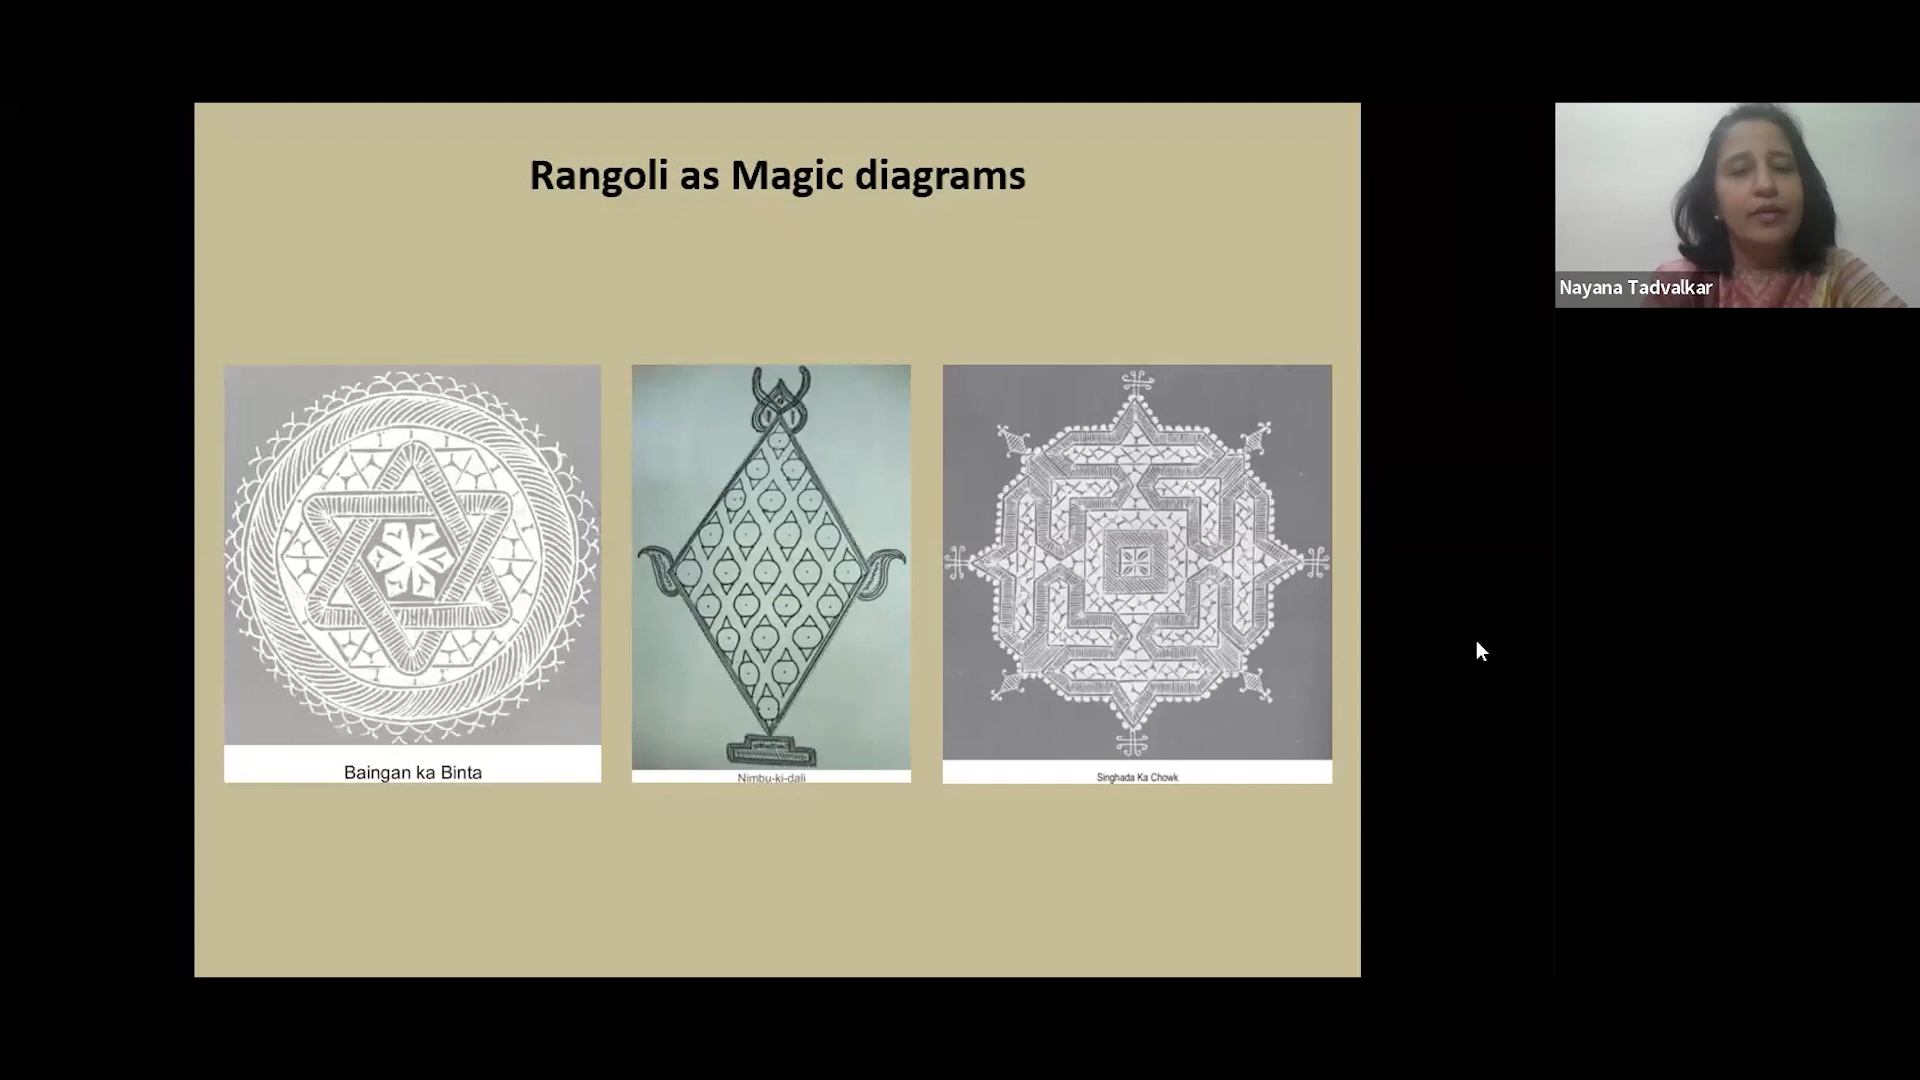 Rangoli as Magic diagrams
Nayana Tadvalkar
Baingan ka Binta
Nimbu-ki-dali
Singhada Ka Chowk